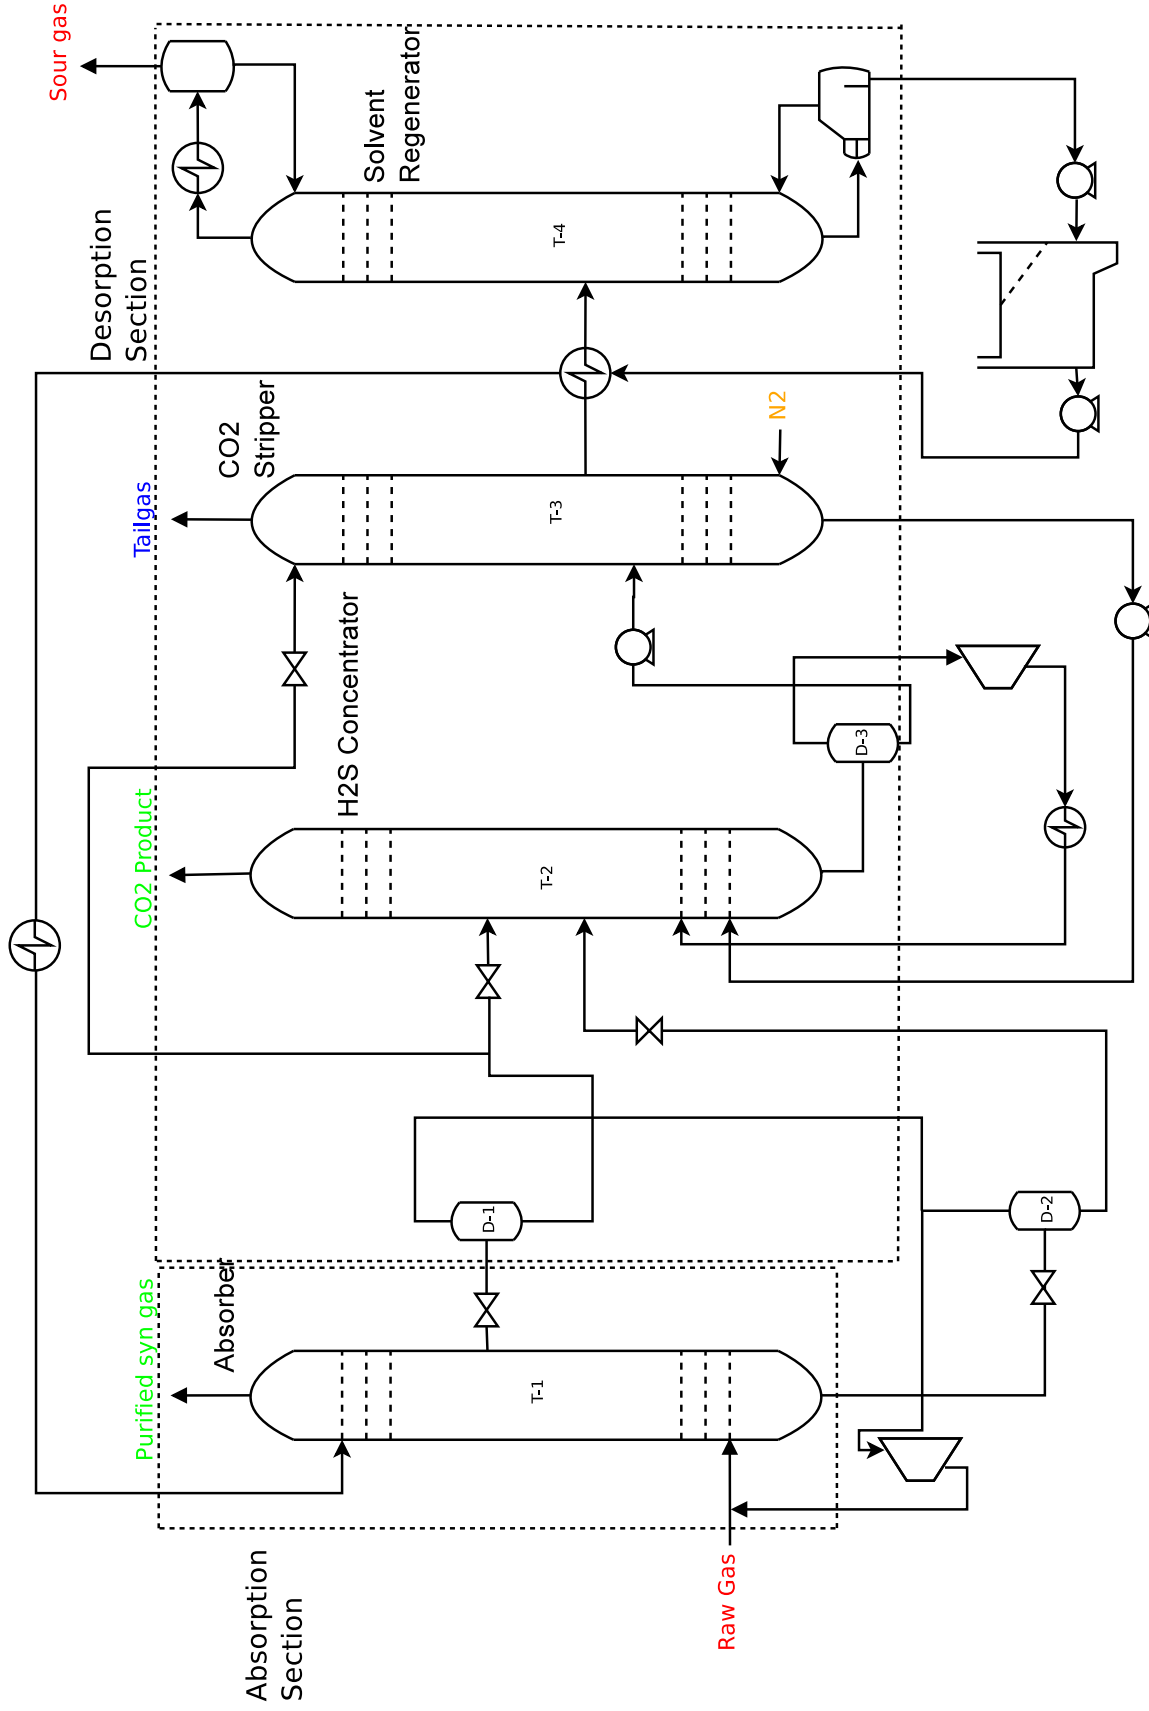 Absorption
Section
Raw Gas
Purified syn gas
Absorber
T-1
D-1
D-2
CO2 Product
H2S Concentrator
T-2
D-3
Tailgas
CO2
Stripper
T-3
N2
Desorption
Section
Sour gas
Solvent
Regenerator
T-4